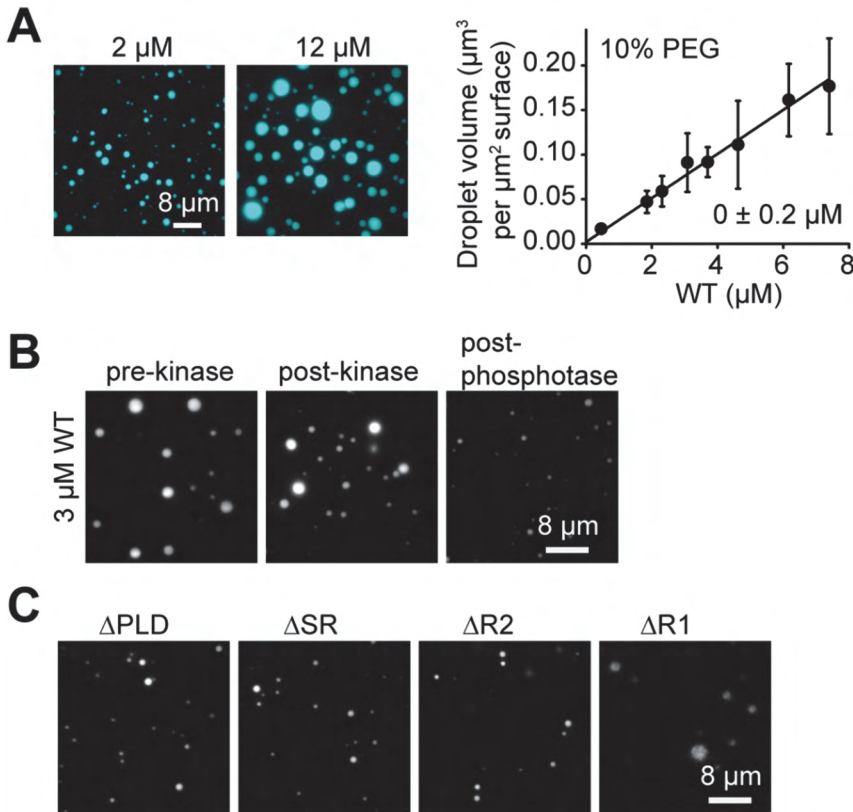 A
2 µM
12 µM
8 µm
Droplet volume (µm³
per µm² surface)
10% PEG
0.20
0.15
0.10
0.05
0.00
0 ± 0.2 µM
0
2
4
6
8
WT (µM)
B
pre-kinase
post-kinase
post-
phosphotase
3 µM WT
8 µm
C
ΔPLD
ΔSR
ΔR2
ΔR1
8 µm